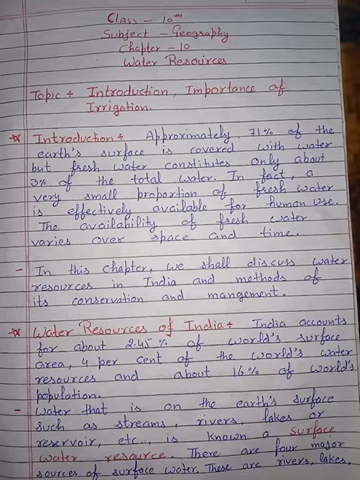 Class - 10th
Subject - Geography
Chapter - 10
Water Resources
Topic ÷ Introduction, Importance of
Irrigation.
* Introduction ÷ Approximately, 71% of the
earth's surface is covered with water
but fresh water constitutes only about
3% of the total water. In fact, a
very small proportion of fresh water
is effectively available for human use.
The availability of fresh water
varies over space and time.
- In this chapter, we shall discuss water
resources in India and methods of
its conservation and mangement.
* Water Resources of India ÷ India accounts
for about 2.45 % of world's surface
area, 4 per cent of the world's water
resources and about 16 % of world's
population.
- Water that is on the earth's surface
such as streams, rivers, lakes or
reservoir, etc., is known a surface
water resource. There are four major
sources of surface water. These are rivers, lakes,